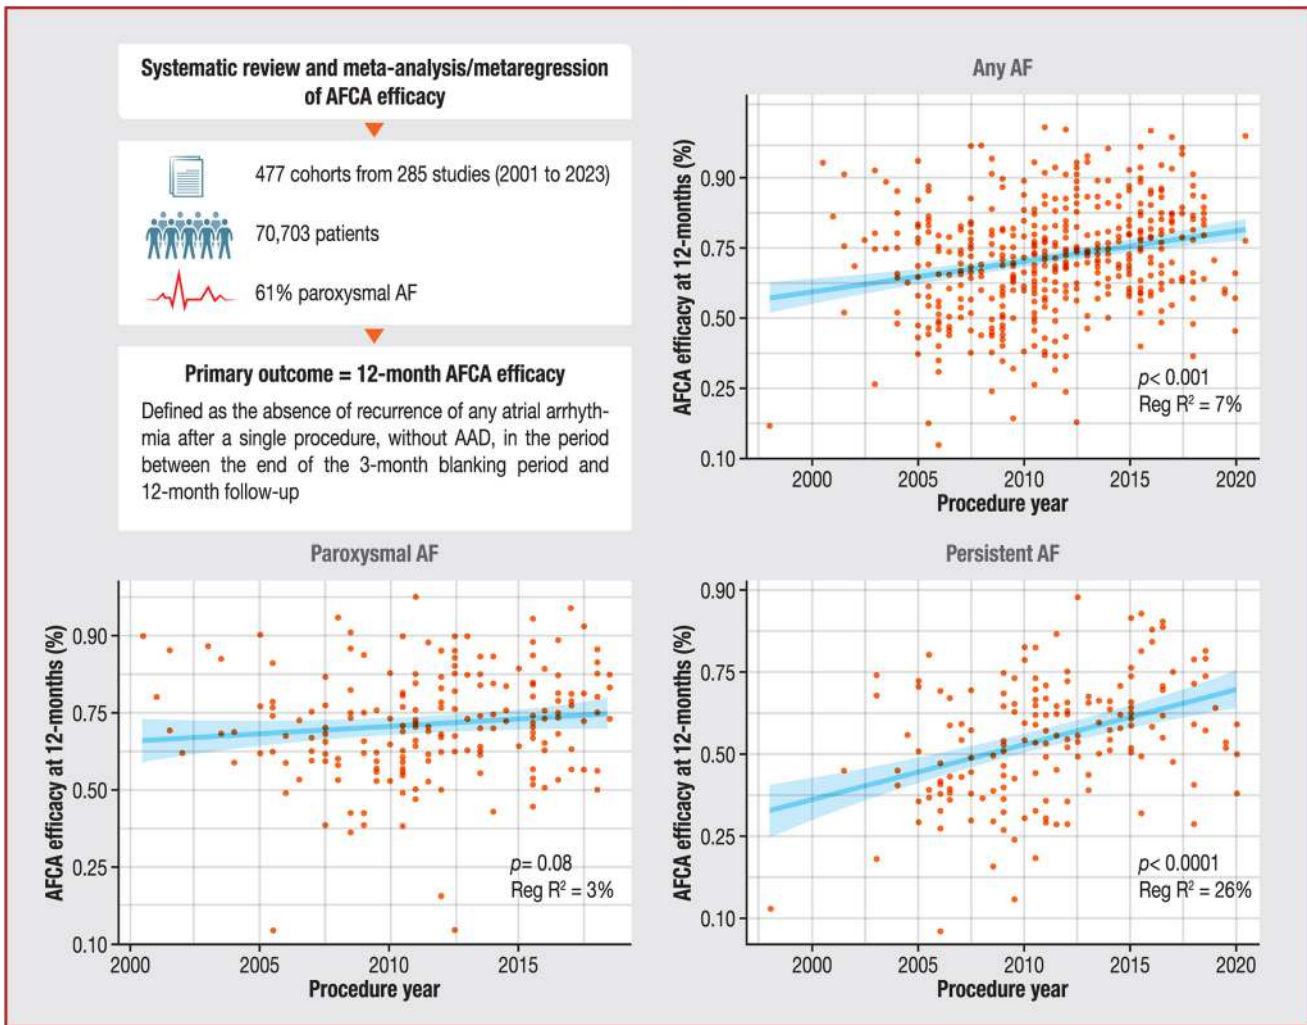 Systematic review and meta-analysis/metaregression
of AFCA efficacy
477 cohorts from 285 studies (2001 to 2023)
70,703 patients
61% paroxysmal AF
Primary outcome = 12-month AFCA efficacy
Defined as the absence of recurrence of any atrial arrhyth-
mia after a single procedure, without AAD, in the period
between the end of the 3-month blanking period and
12-month follow-up
Any AF
AFCA efficacy at 12-months (%)
0.90
0.75
0.50
0.25
0.10
p< 0.001
Reg R² = 7%
2000 2005 2010 2015 2020
Procedure year
Paroxysmal AF
AFCA efficacy at 12-months (%)
0.90
0.75
0.50
0.25
0.10
p= 0.08
Reg R² = 3%
2000 2005 2010 2015
Procedure year
Persistent AF
AFCA efficacy at 12-months (%)
0.90
0.75
0.50
0.25
0.10
p< 0.0001
Reg R² = 26%
2000 2005 2010 2015 2020
Procedure year